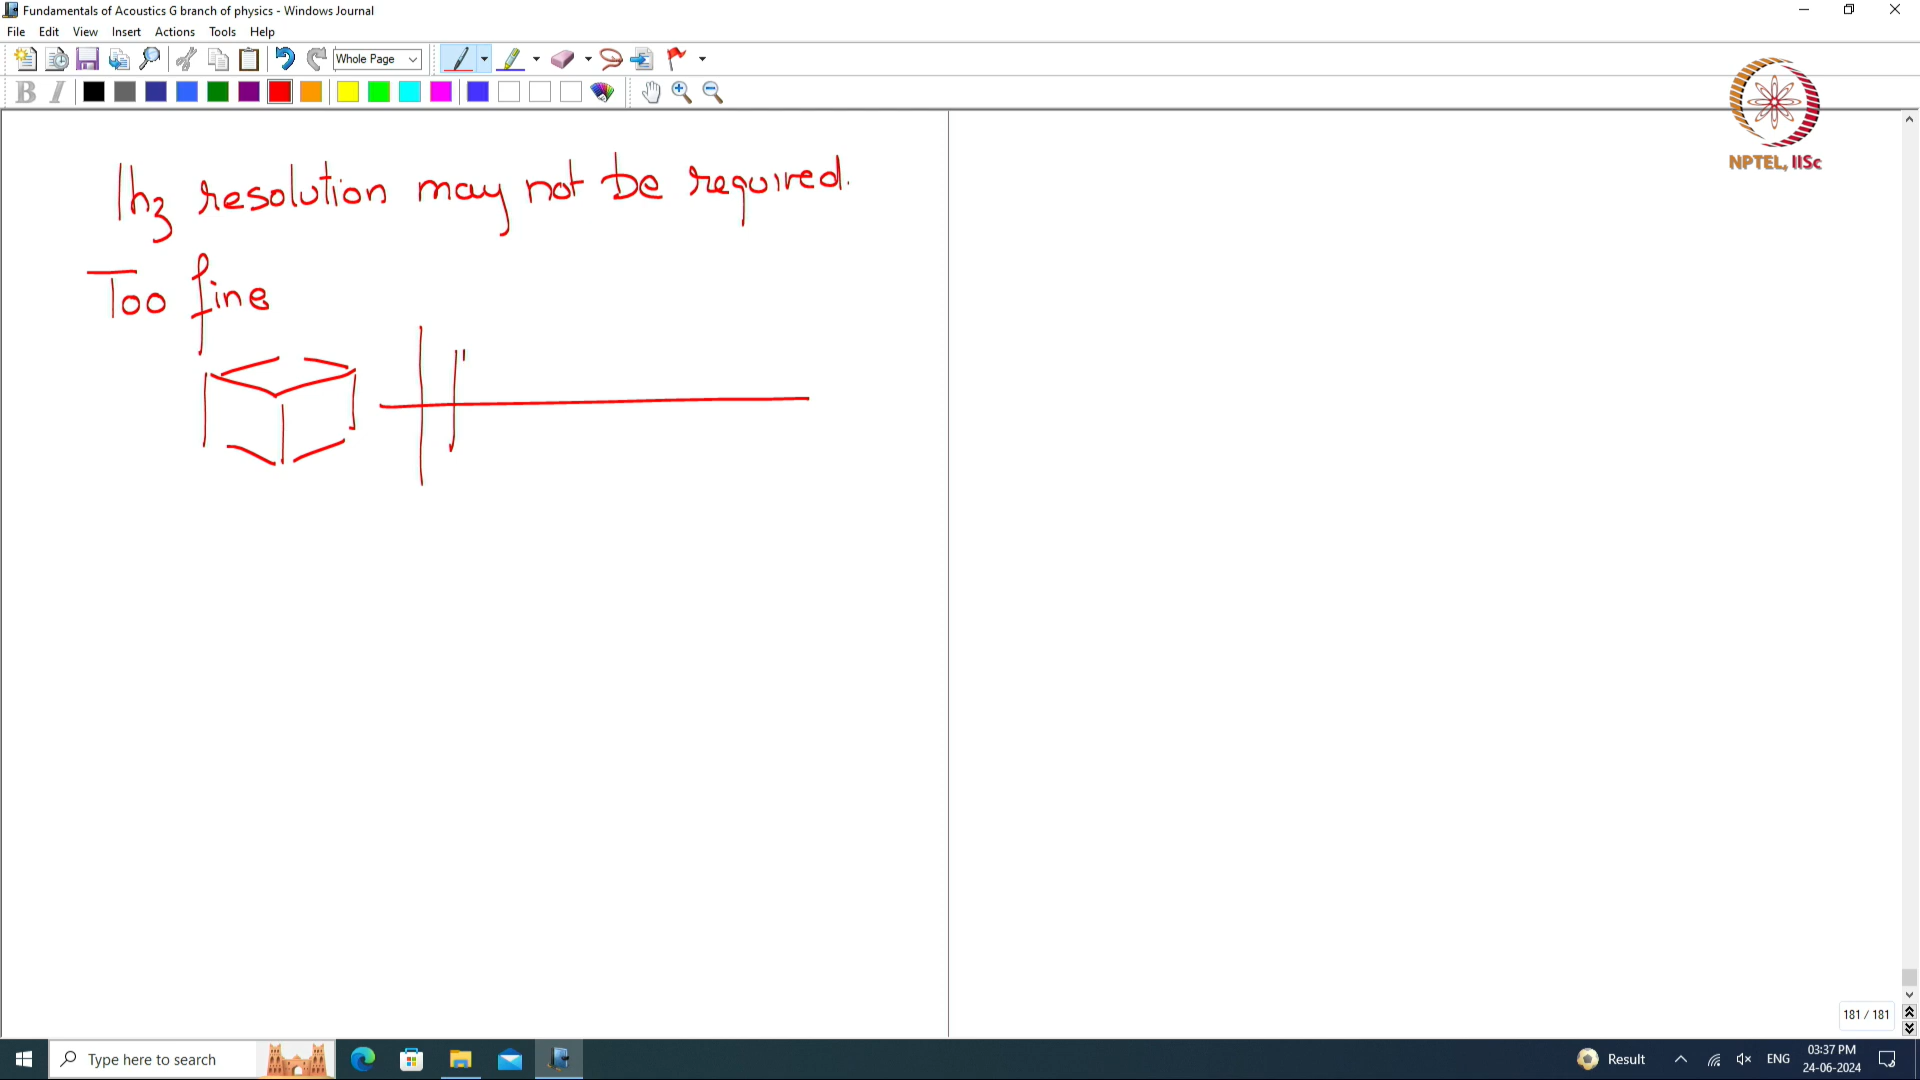 Fundamentals of Acoustics G branch of physics - Windows Journal
File Edit View Insert Actions Tools Help
Whole Page
B I
NPTEL, IISc
1hz resolution may not be required.
Too fine
181 / 181
Type here to search
Result
ENG
03:37 PM
24-06-2024